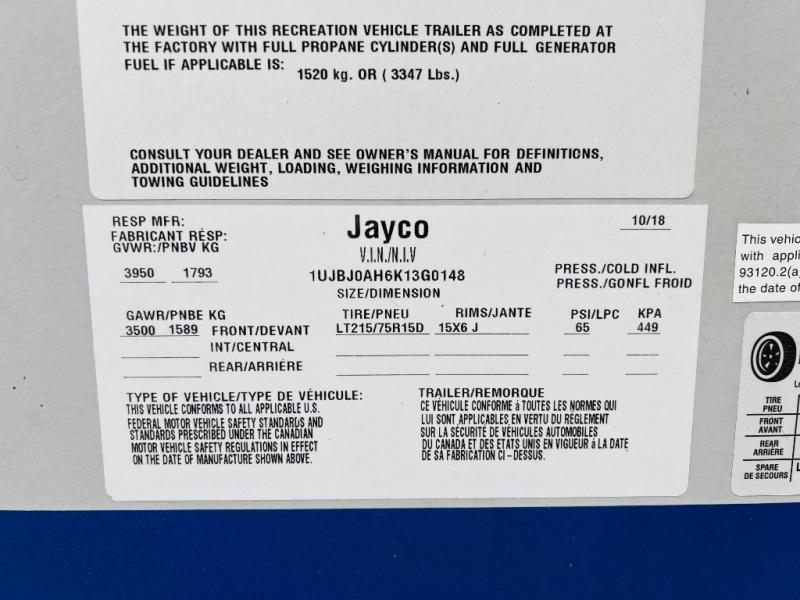 THE WEIGHT OF THIS RECREATION VEHICLE TRAILER AS COMPLETED AT
THE FACTORY WITH FULL PROPANE CYLINDER(S) AND FULL GENERATOR
FUEL IF APPLICABLE IS: 1520 kg. OR ( 3347 Lbs.)
CONSULT YOUR DEALER AND SEE OWNER'S MANUAL FOR DEFINITIONS,
ADDITIONAL WEIGHT, LOADING, WEIGHING INFORMATION AND
TOWING GUIDELINES
RESP MFR:
FABRICANT RÉSP:
GVWR:/PNBV KG
Jayco
10/18
V.I.N./N.I.V
3950 1793
1UJBJ0AH6K13G0148
SIZE/DIMENSION
PRESS./COLD INFL.
PRESS./GONFL FROID
GAWR/PNBE KG
TIRE/PNEU
RIMS/JANTE
PSI/LPC
KPA
3500 1589 FRONT/DEVANT LT215/75R15D 15X6 J 65 449
INT/CENTRAL
REAR/ARRIÉRE
TYPE OF VEHICLE/TYPE DE VÉHICULE:
THIS VEHICLE CONFORMS TO ALL APPLICABLE U.S.
FEDERAL MOTOR VEHICLE SAFETY STANDARDS AND
STANDARDS PRESCRIBED UNDER THE CANADIAN
MOTOR VEHICLE SAFETY REGULATIONS IN EFFECT
ON THE DATE OF MANUFACTURE SHOWN ABOVE.
TRAILER/REMORQUE
CE VÉHICULE CONFORME à TOUTES LES NORMES QUI
LUI SONT APPLICABLES EN VERTU DU RÈGLEMENT
SUR LA SÉCURITÉ DE VÉHICULES AUTOMOBILES
DU CANADA ET DES ETATS UNIS EN VIGUEUR à LA DATE
DE SA FABRICATION CI-DESSUS.
This vehic
with appli
93120.2(a
the date of
TIRE
PNEU
FRONT
AVANT
REAR
ARRIÈRE
SPARE
DE SECOURS